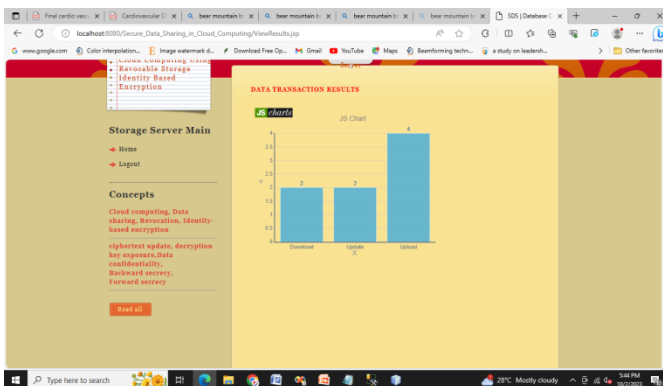 Final cardio vasc
Cardiovascular D
beer mountain b
beer mountain b
beer mountain b
beer mountain b
SDS | Database C
localhost:8080/Secure_Data_Sharing_in_Cloud_Computing/ViewResults.jsp
www.google.com
Color interpolation...
Image watermark d...
Download Free Op...
Gmail
YouTube
Maps
Beamforming techn...
a study on leadersh...
Other favorites
Cloud Computing Using
Revocable Storage
Identity Based
Encryption
Storage Server Main
Home
Logout
Concepts
Cloud computing, Data
sharing, Revocation, Identity-
based encryption
ciphertext update, decryption
key exposure,Data
confidentiality,
Backward secrecy,
Forward secrecy
Read all
DATA TRANSACTION RESULTS
JS charts
JS Chart
4
3.5
3
2.5
2
1.5
1
0.5
0
Y
2
2
4
Download
Update
Upload
X
Type here to search
28°C Mostly cloudy
5:44 PM
10/2/2023